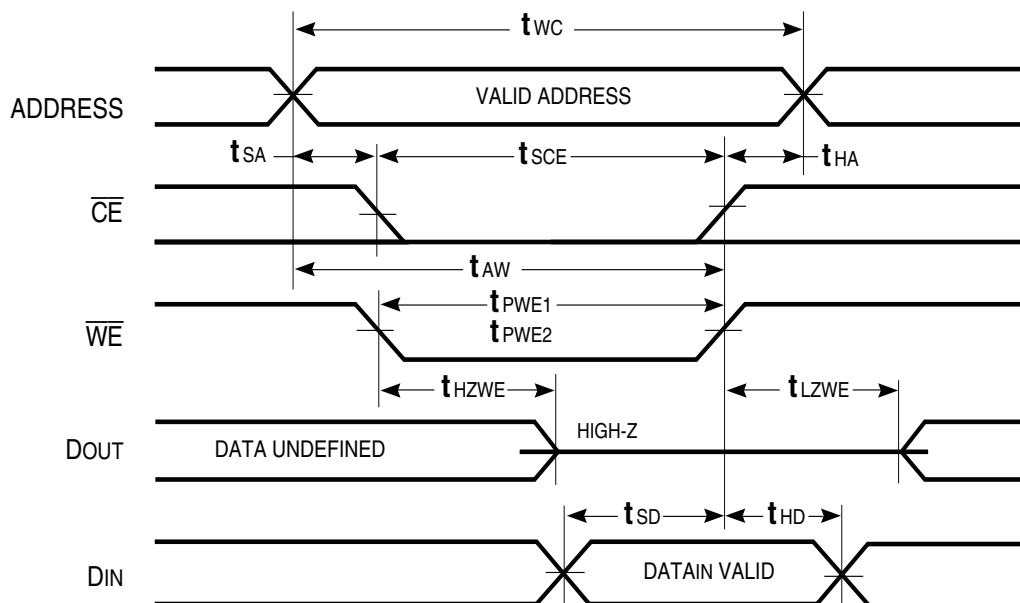 tWC
ADDRESS
VALID ADDRESS
tSA
tSCE
tHA
CE
tAW
tPWE1
WE
tPWE2
tHZWE
tLZWE
DOUT
DATA UNDEFINED
HIGH-Z
tSD
tHD
DIN
DATAIN VALID